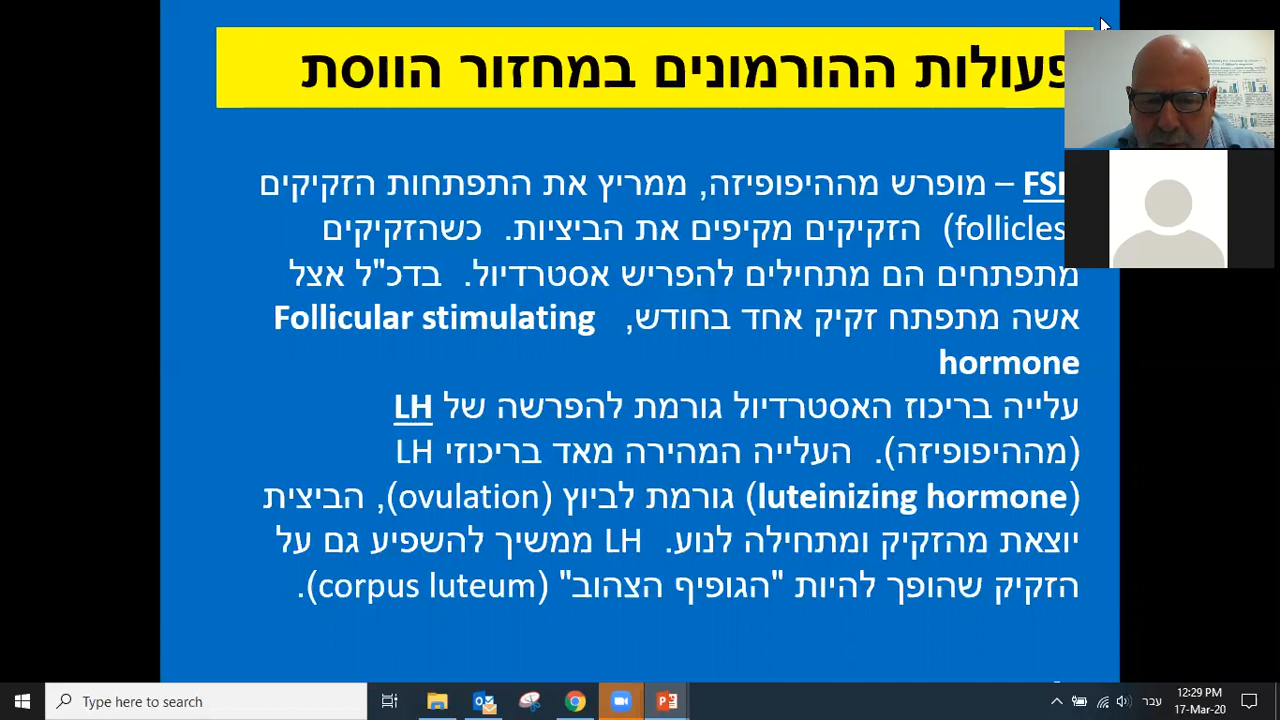 פעולות ההורמונים במחזור הווסת
FSH – מופרש מההיפופיזה, ממריץ את התפתחות הזקיקים
(follicles) הזקיקים מקיפים את הביציות. כשהזקיקים
מתפתחים הם מתחילים להפריש אסטרדיול. בדכ"ל אצל
אשה מתפתח זקיק אחד בחודש, Follicular stimulating
hormone
עלייה בריכוז האסטרדיול גורמת להפרשה של LH
(מההיפופיזה). העלייה המהירה מאד בריכוזי LH
(luteinizing hormone) גורמת לביוץ (ovulation), הביצית
יוצאת מהזקיק ומתחילה לנוע. LH ממשיך להשפיע גם על
הזקיק שהופך להיות "הגופיף הצהוב" (corpus luteum).
Type here to search
עבר
12:29 PM
17-Mar-20